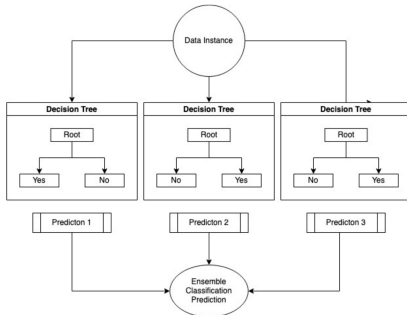 Data Instance
Decision Tree
Decision Tree
Decision Tree
Root
Root
Root
Yes
No
No
Yes
No
Yes
Predicton 1
Predicton 2
Predicton 3
Ensemble
Classification
Prediction